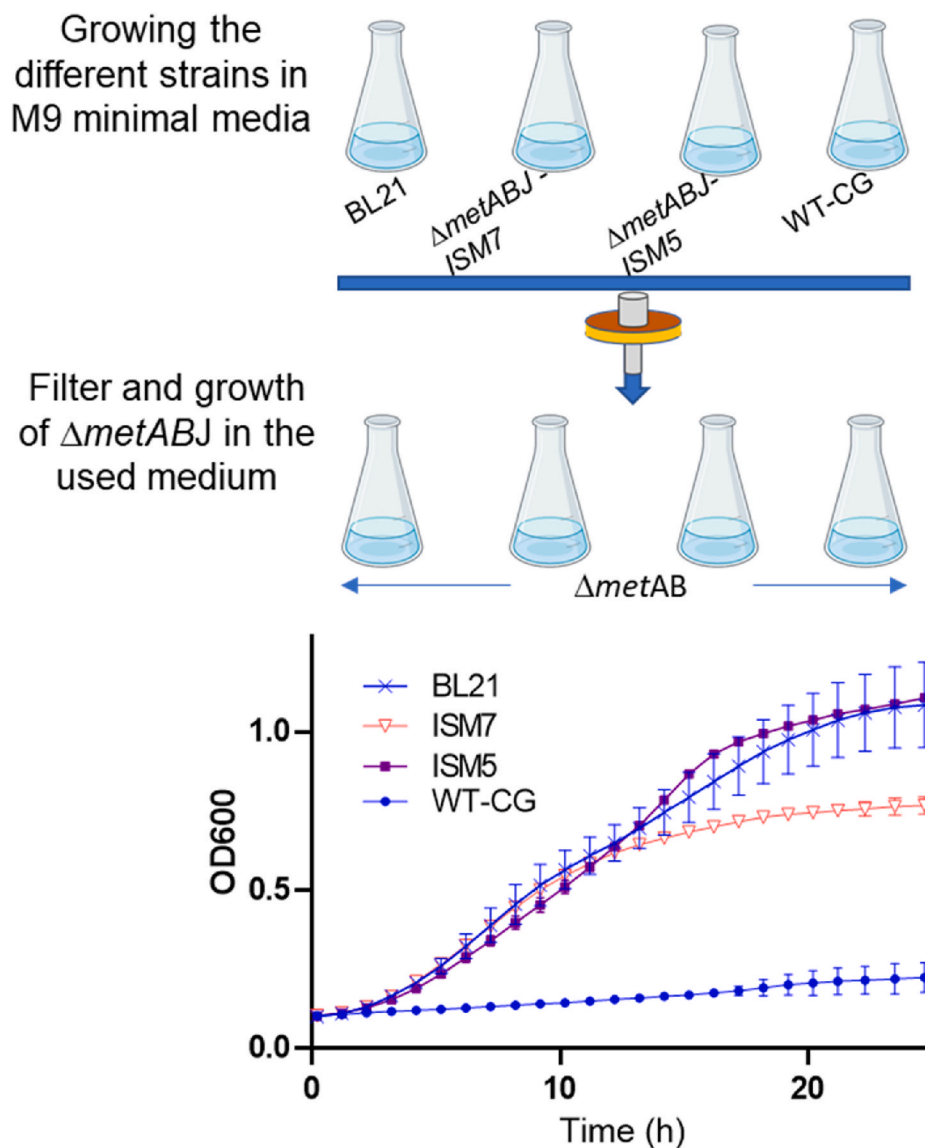 Growing the
different strains in
M9 minimal media
BL21
ΔmetABJ -
ISM7
ΔmetABJ-
ISM5
WT-CG
Filter and growth
of ΔmetABJ in the
used medium
ΔmetAB
BL21
ISM7
ISM5
WT-CG
OD600
1.0
0.5
0.0
0
10
20
Time (h)